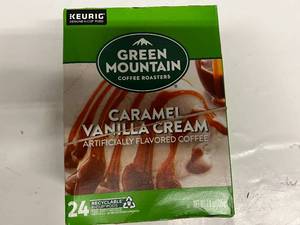 KEURIG
GREEN
MOUNTAIN
COFFEE ROASTERS
CARAMEL
VANILLA CREAM
ARTIFICIALLY FLAVORED COFFEE
24
RECYCLABLE